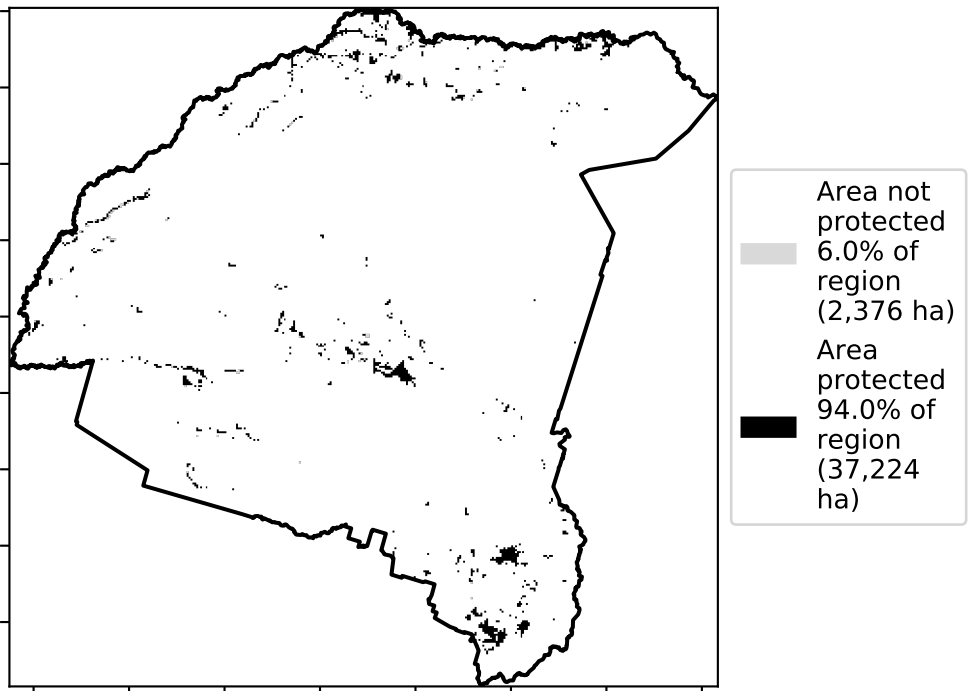 Area not
protected
6.0% of
region
(2,376 ha)
Area
protected
94.0% of
region
(37,224
ha)